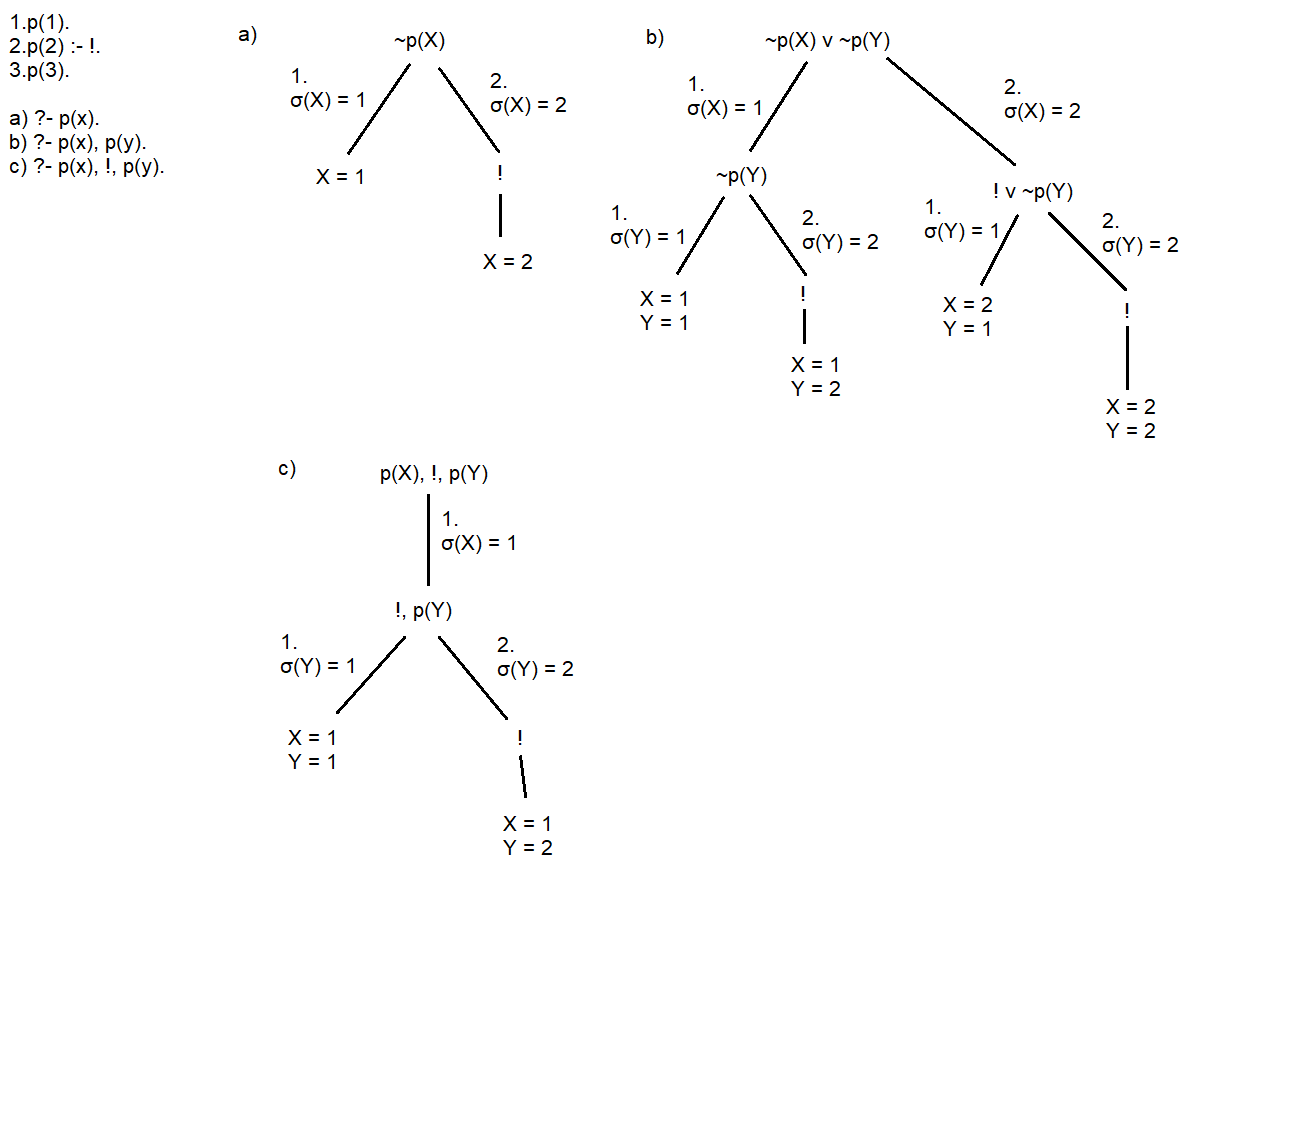 1.p(1).
2.p(2) :- !.
3.p(3).
a) ?- p(x).
b) ?- p(x), p(y).
c) ?- p(x), !, p(y).
a)
~p(X)
1.
σ(X) = 1
2.
σ(X) = 2
X = 1
!
X = 2
b)
~p(X) v ~p(Y)
1.
σ(X) = 1
2.
σ(X) = 2
~p(Y)
! v ~p(Y)
1.
σ(Y) = 1
2.
σ(Y) = 2
1.
σ(Y) = 1
2.
σ(Y) = 2
X = 1
Y = 1
!
X = 1
Y = 2
X = 2
Y = 1
!
X = 2
Y = 2
c)
p(X), !, p(Y)
1.
σ(X) = 1
!, p(Y)
1.
σ(Y) = 1
2.
σ(Y) = 2
X = 1
Y = 1
!
X = 1
Y = 2